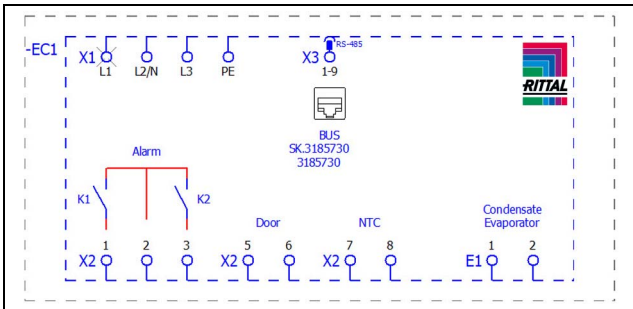 -EC1
X1
L1
L2/N
L3
PE
X3
RS-485
1-9
RITTAL
BUS
SK.3185730
3185730
Alarm
K1
K2
Door
NTC
Condensate
Evaporator
X2 1 2 3
X2 5 6
X2 7 8
E1 1 2